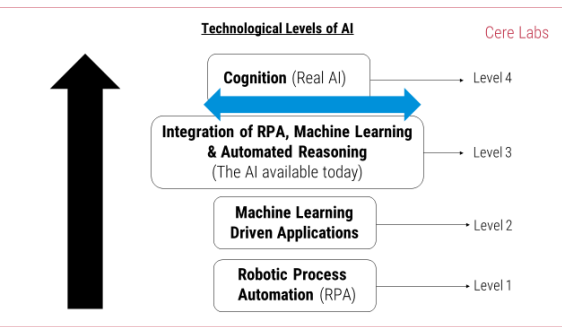 Technological Levels of AI
Cere Labs
Cognition (Real AI)
Level 4
Integration of RPA, Machine Learning
& Automated Reasoning
(The AI available today)
Level 3
Machine Learning
Driven Applications
Level 2
Robotic Process
Automation (RPA)
Level 1